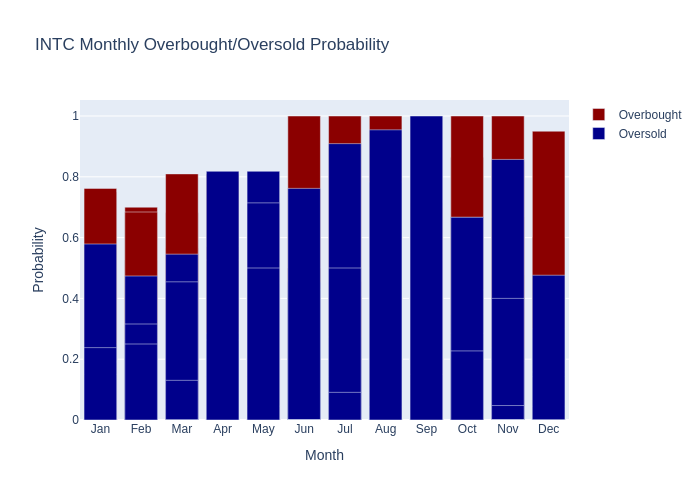 INTC Monthly Overbought/Oversold Probability
Overbought
Oversold
Probability
1
0.8
0.6
0.4
0.2
0
Jan Feb Mar Apr May Jun Jul Aug Sep Oct Nov Dec
Month